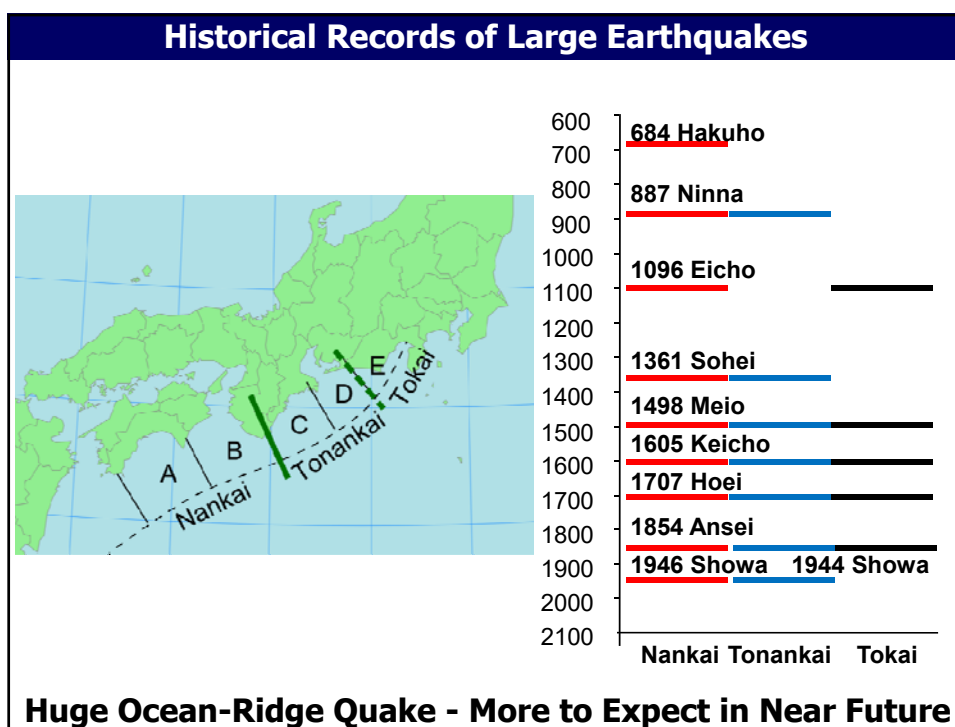 Historical Records of Large Earthquakes
A
B
C
D
E
Nankai
Tonankai
Tokai
600
700
800
900
1000
1100
1200
1300
1400
1500
1600
1700
1800
1900
2000
2100
684 Hakuho
887 Ninna
1096 Eicho
1361 Sohei
1498 Meio
1605 Keicho
1707 Hoei
1854 Ansei
1946 Showa 1944 Showa
Nankai Tonankai Tokai
Huge Ocean-Ridge Quake - More to Expect in Near Future